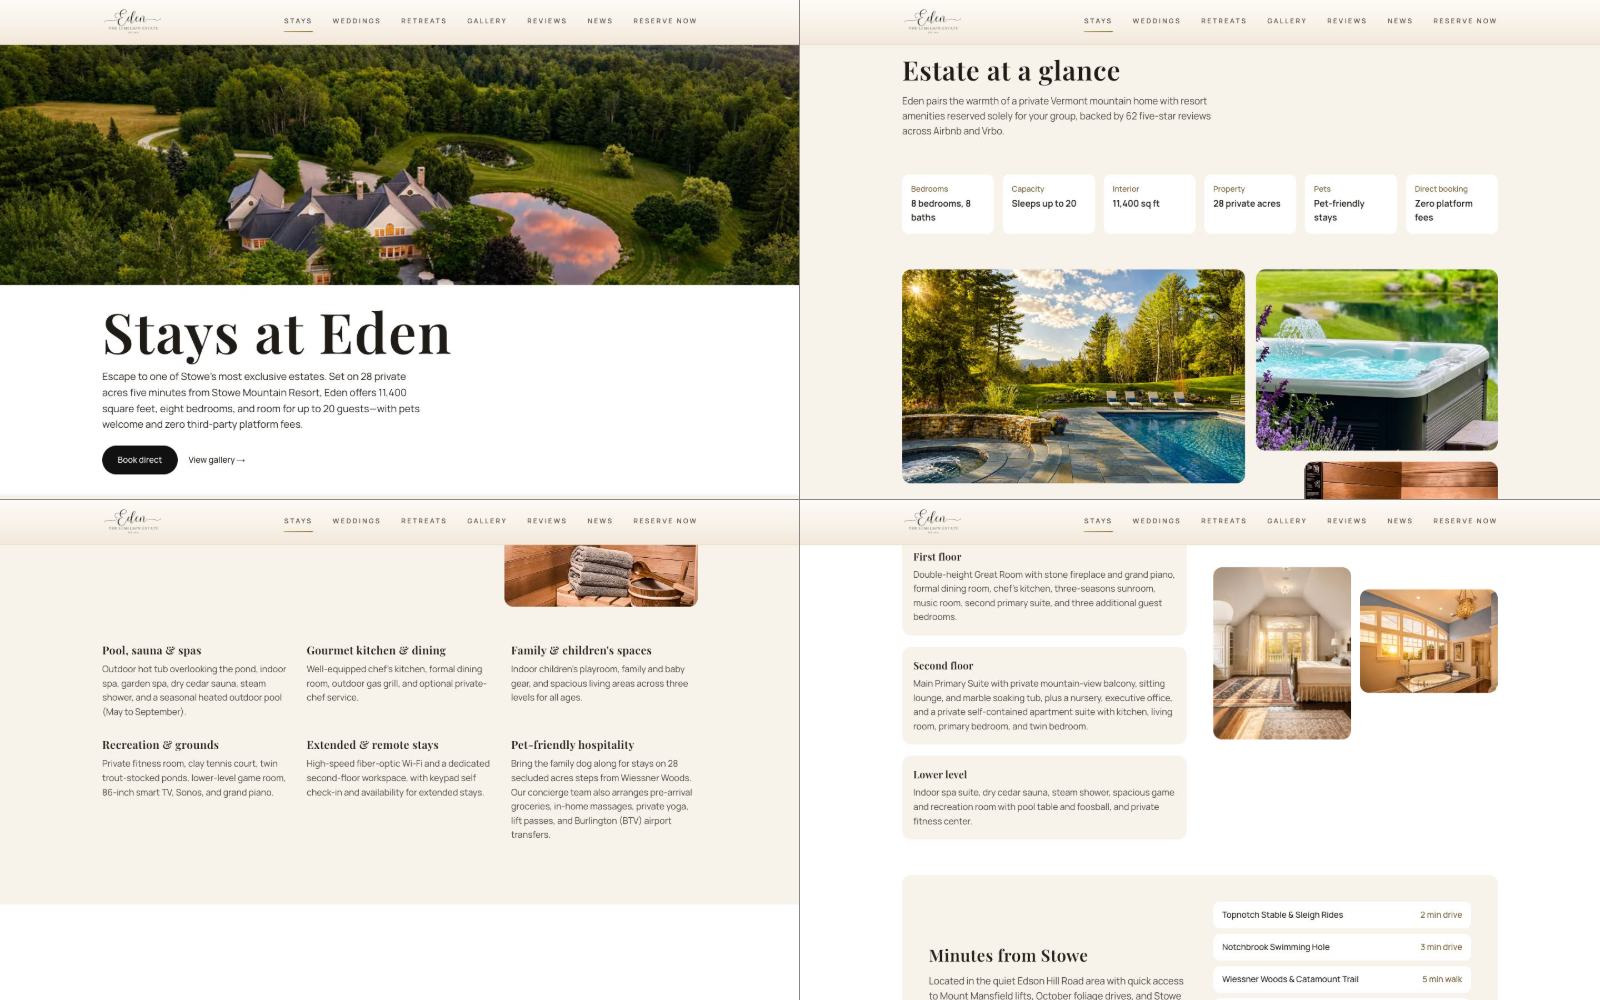 Eden
STAYS WEDDINGS RETREATS GALLERY REVIEWS NEWS RESERVE NOW
Stays at Eden
Escape to one of Stowe's most exclusive estates. Set on 28 private
acres five minutes from Stowe Mountain Resort, Eden offers 11,400
square feet, eight bedrooms, and room for up to 20 guests—with pets
welcome and zero third-party platform fees.
Book direct
View gallery →
Eden
STAYS WEDDINGS RETREATS GALLERY REVIEWS NEWS RESERVE NOW
Estate at a glance
Eden pairs the warmth of a private Vermont mountain home with resort
amenities reserved solely for your group, backed by 62 five-star reviews
across Airbnb and Vrbo.
Bedrooms
8 bedrooms, 8
baths
Capacity
Sleeps up to 20
Interior
11,400 sq ft
Property
28 private acres
Pets
Pet-friendly
stays
Direct booking
Zero platform
fees
Eden
STAYS WEDDINGS RETREATS GALLERY REVIEWS NEWS RESERVE NOW
Pool, sauna & spas
Outdoor hot tub overlooking the pond, indoor
spa, garden spa, dry cedar sauna, steam
shower, and a seasonal heated outdoor pool
(May to September).
Gourmet kitchen & dining
Well-equipped chef's kitchen, formal dining
room, outdoor gas grill, and optional private-
chef service.
Family & children's spaces
Indoor children's playroom, family and baby
gear, and spacious living areas across three
levels for all ages.
Recreation & grounds
Private fitness room, clay tennis court, twin
trout-stocked ponds, lower-level game room,
86-inch smart TV, Sonos, and grand piano.
Extended & remote stays
High-speed fiber-optic Wi-Fi and a dedicated
second-floor workspace, with keypad self
check-in and availability for extended stays.
Pet-friendly hospitality
Bring the family dog along for stays on 28
secluded acres steps from Wiessner Woods.
Our concierge team also arranges pre-arrival
groceries, in-home massages, private yoga,
lift passes, and Burlington (BTV) airport
transfers.
Eden
STAYS WEDDINGS RETREATS GALLERY REVIEWS NEWS RESERVE NOW
First floor
Double-height Great Room with stone fireplace and grand piano,
formal dining room, chef's kitchen, three-seasons sunroom,
music room, second primary suite, and three additional guest
bedrooms.
Second floor
Main Primary Suite with private mountain-view balcony, sitting
lounge, and marble soaking tub, plus a nursery, executive office,
and a private self-contained apartment suite with kitchen, living
room, primary bedroom, and twin bedroom.
Lower level
Indoor spa suite, dry cedar sauna, steam shower, spacious game
and recreation room with pool table and foosball, and private
fitness center.
Minutes from Stowe
Located in the quiet Edson Hill Road area with quick access
to Mount Mansfield lifts, October foliage drives, and Stowe
Topnotch Stable & Sleigh Rides 2 min drive
Notchbrook Swimming Hole 3 min drive
Wiessner Woods & Catamount Trail 5 min walk